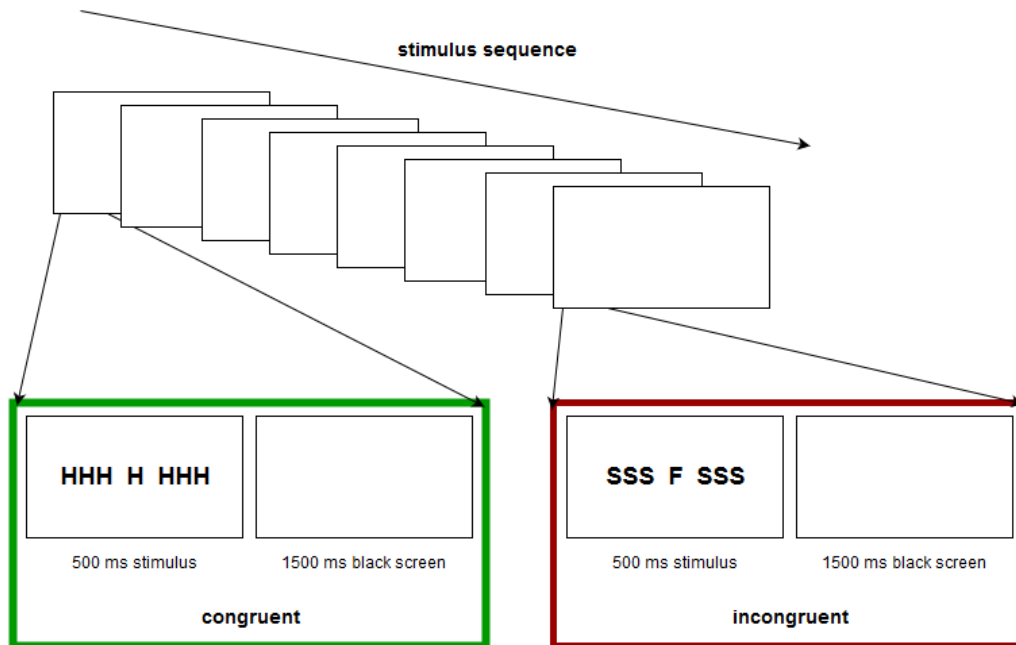 stimulus sequence
HHH H HHH
500 ms stimulus
1500 ms black screen
congruent
SSS F SSS
500 ms stimulus
1500 ms black screen
incongruent